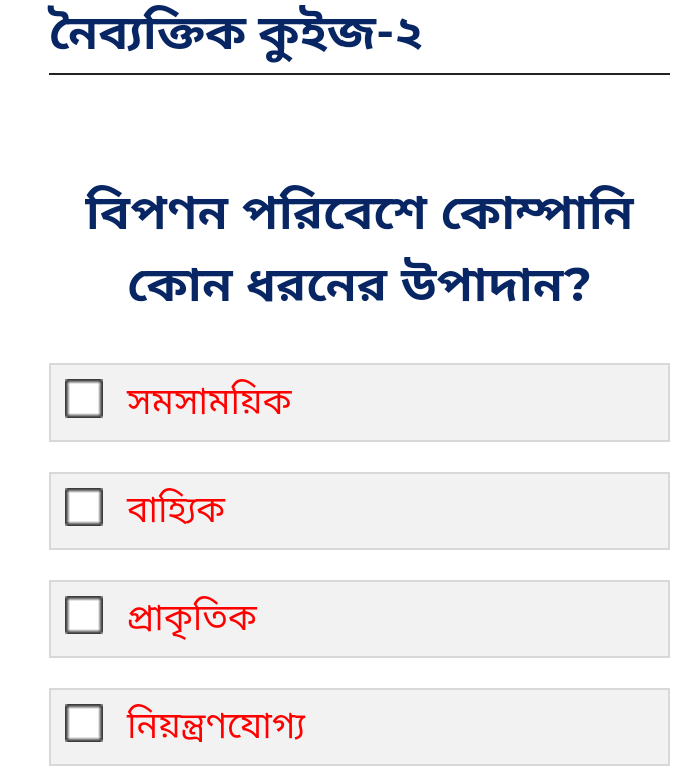 নৈব্যক্তিক কুইজ-২
বিপণন পরিবেশে কোম্পানি
কোন ধরনের উপাদান?
সমসাময়িক
বাহ্যিক
প্রাকৃতিক
নিয়ন্ত্রণযোগ্য